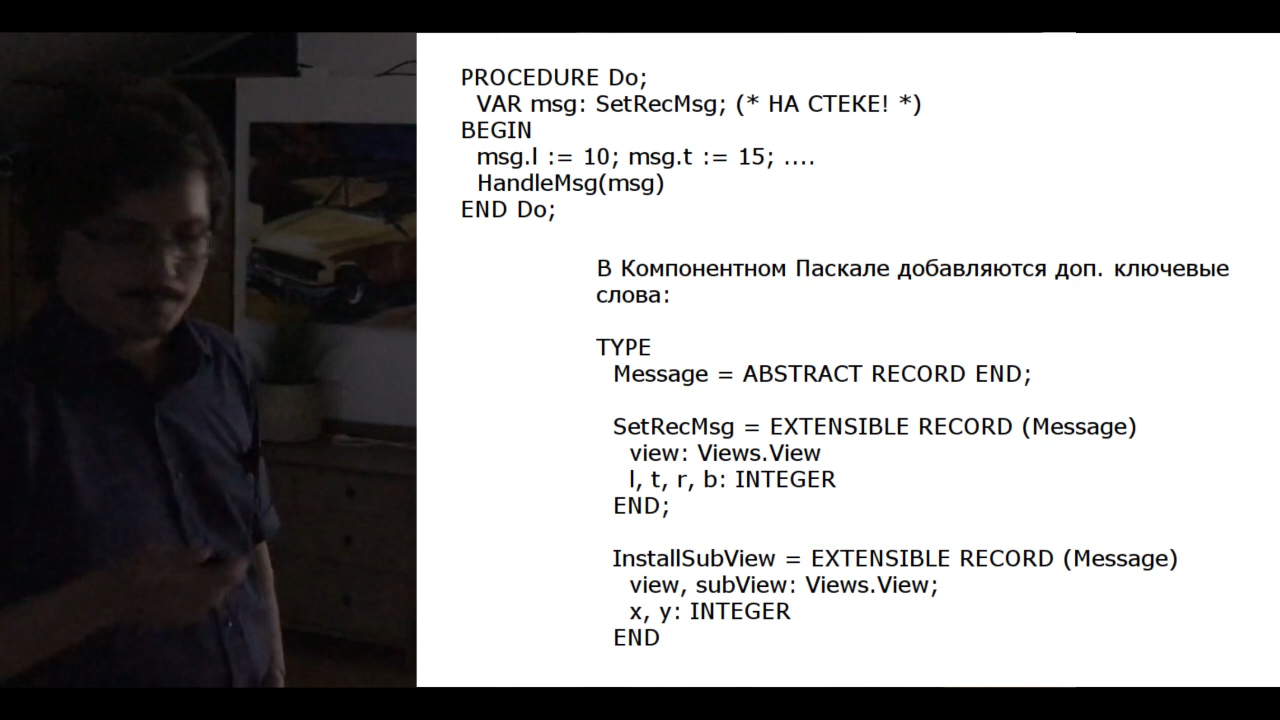 PROCEDURE Do;
VAR msg: SetRecMsg; (* НА СТЕКЕ! *)
BEGIN
msg.l := 10; msg.t := 15; ....
HandleMsg(msg)
END Do;
В Компонентном Паскале добавляются доп. ключевые
слова:
TYPE
Message = ABSTRACT RECORD END;
SetRecMsg = EXTENSIBLE RECORD (Message)
view: Views.View
l, t, r, b: INTEGER
END;
InstallSubView = EXTENSIBLE RECORD (Message)
view, subView: Views.View;
x, y: INTEGER
END